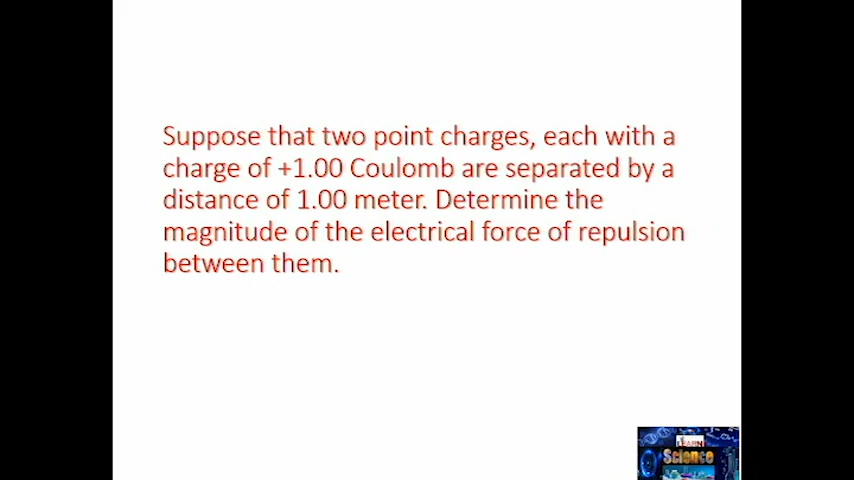 Suppose that two point charges, each with a
charge of +1.00 Coulomb are separated by a
distance of 1.00 meter. Determine the
magnitude of the electrical force of repulsion
between them.
LEARN
Science